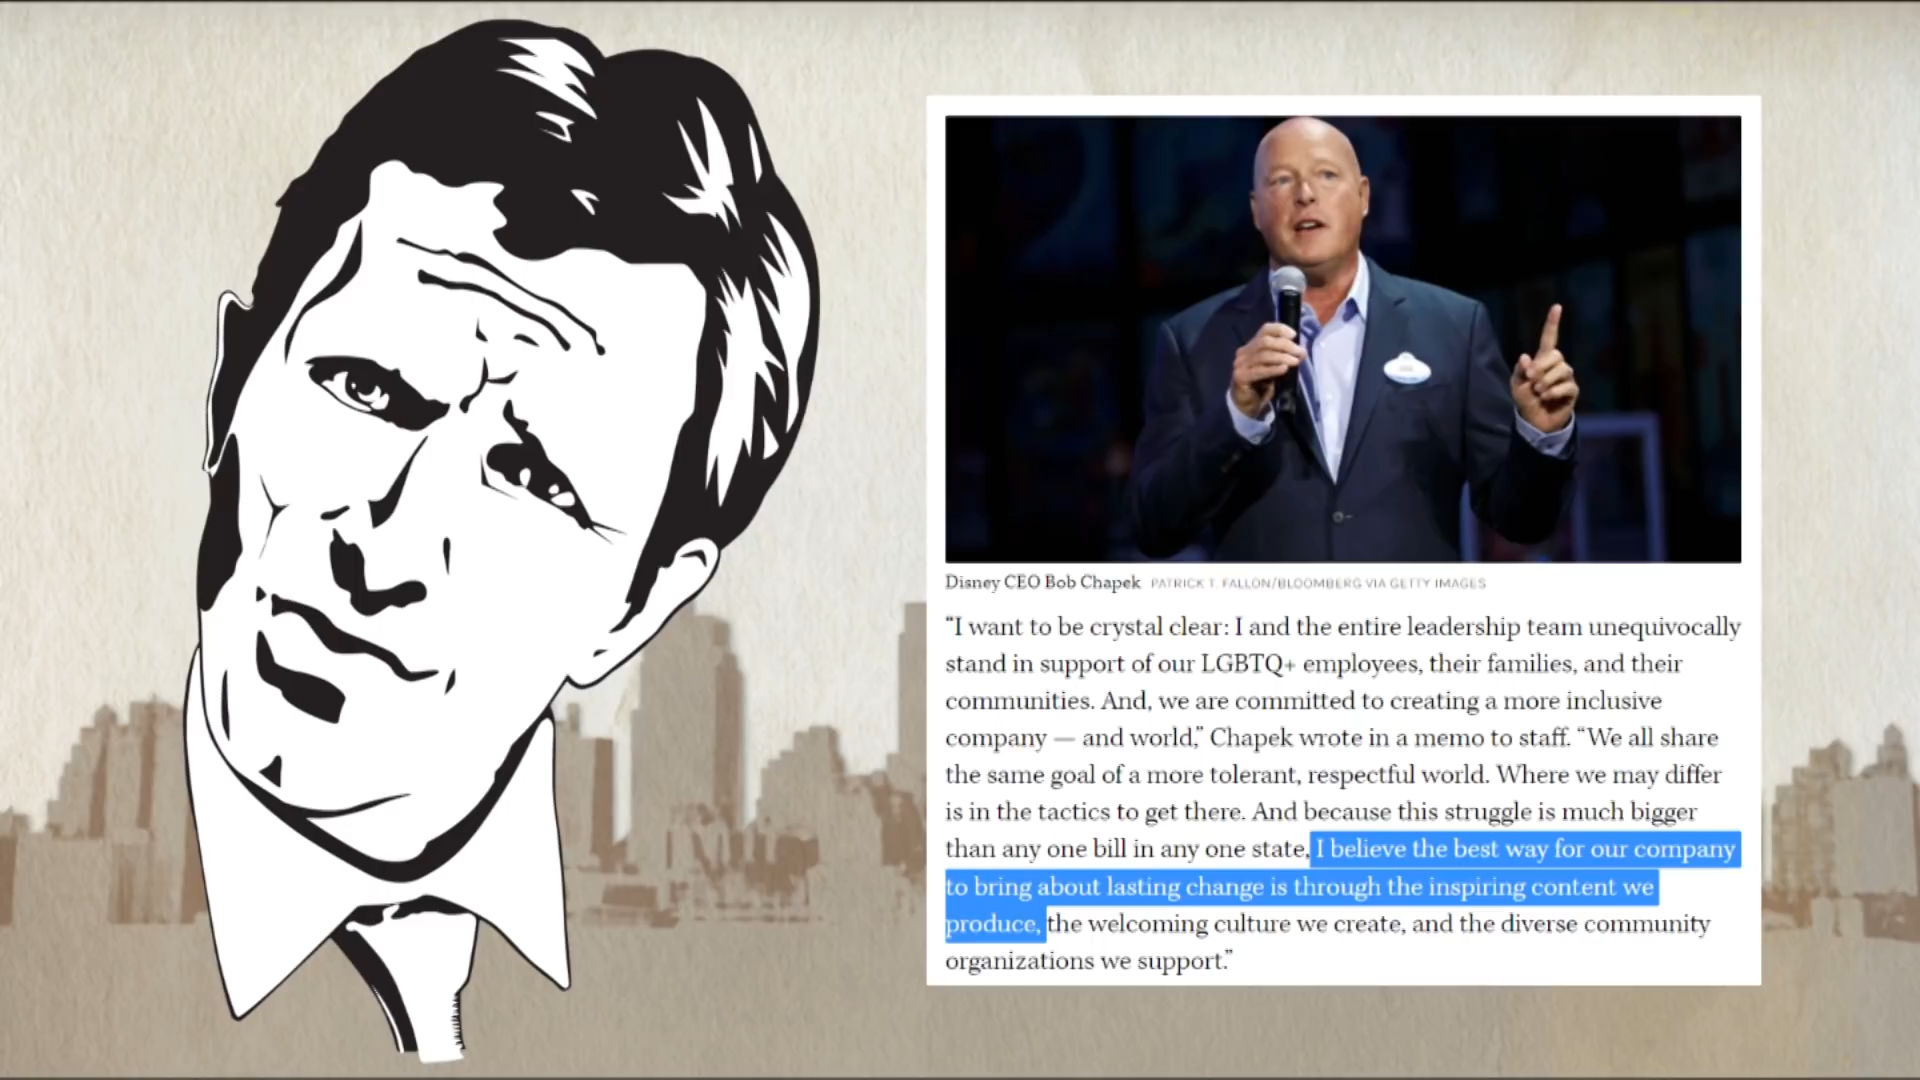 Disney CEO Bob Chapek PATRICK T. FALLON/BLOOMBERG VIA GETTY IMAGES
“I want to be crystal clear: I and the entire leadership team unequivocally
stand in support of our LGBTQ+ employees, their families, and their
communities. And, we are committed to creating a more inclusive
company — and world,” Chapek wrote in a memo to staff. “We all share
the same goal of a more tolerant, respectful world. Where we may differ
is in the tactics to get there. And because this struggle is much bigger
than any one bill in any one state, I believe the best way for our company
to bring about lasting change is through the inspiring content we
produce, the welcoming culture we create, and the diverse community
organizations we support.”